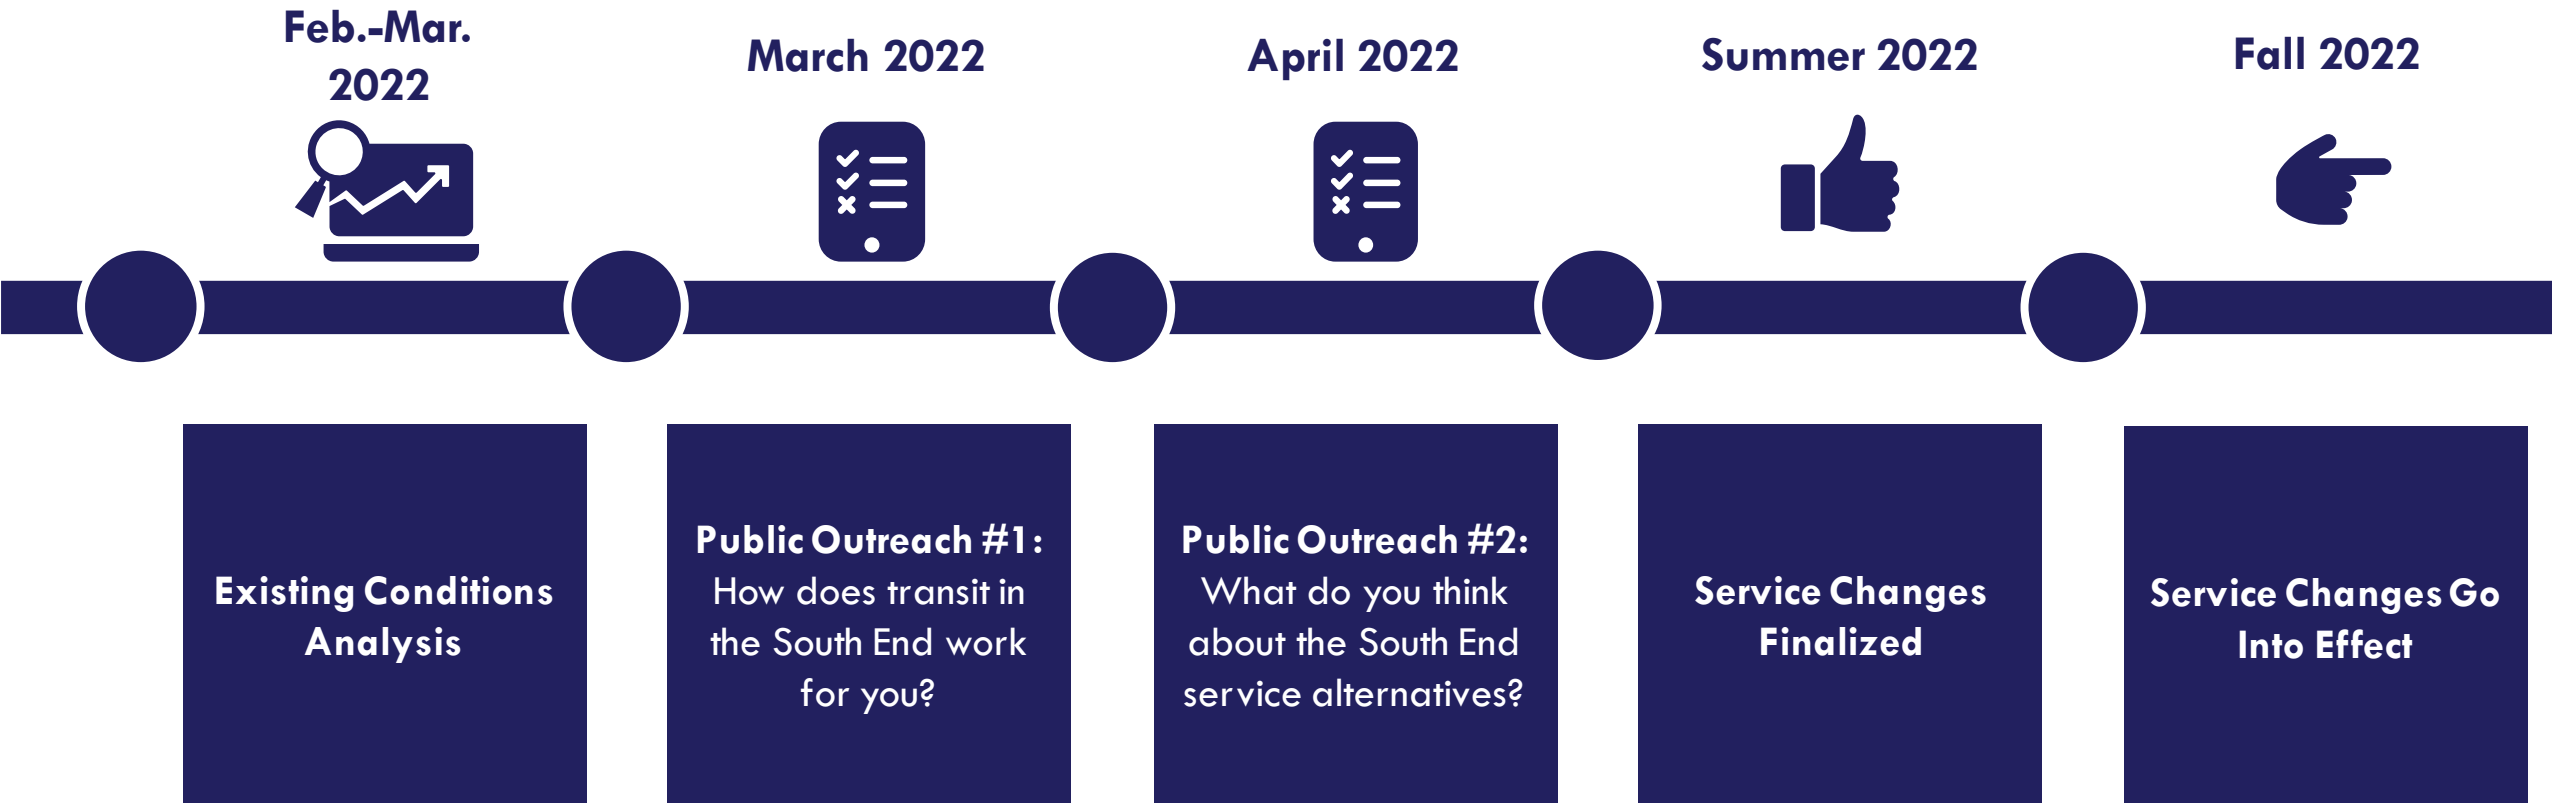 Feb.-Mar.
2022
March 2022
April 2022
Summer 2022
Fall 2022
Existing Conditions
Analysis
Public Outreach #1:
How does transit in
the South End work
for you?
Public Outreach #2:
What do you think
about the South End
service alternatives?
Service Changes
Finalized
Service Changes Go
Into Effect